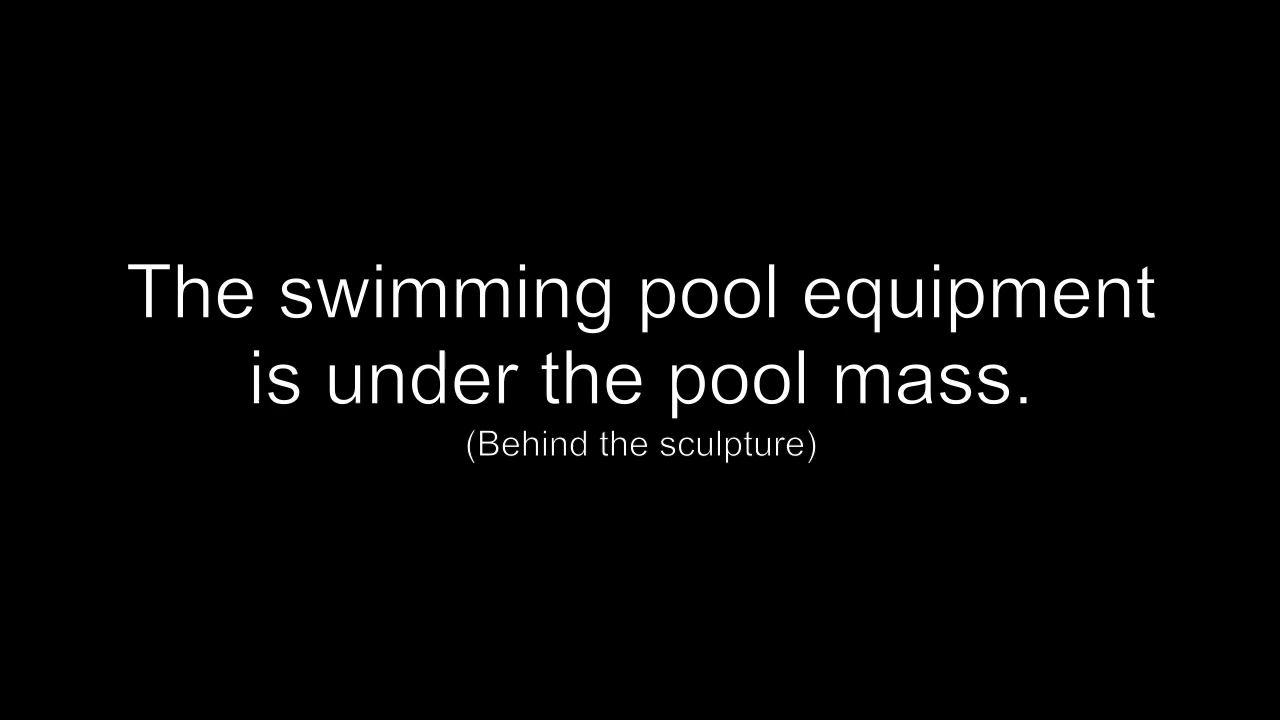 The swimming pool equipment
is under the pool mass.
(Behind the sculpture)